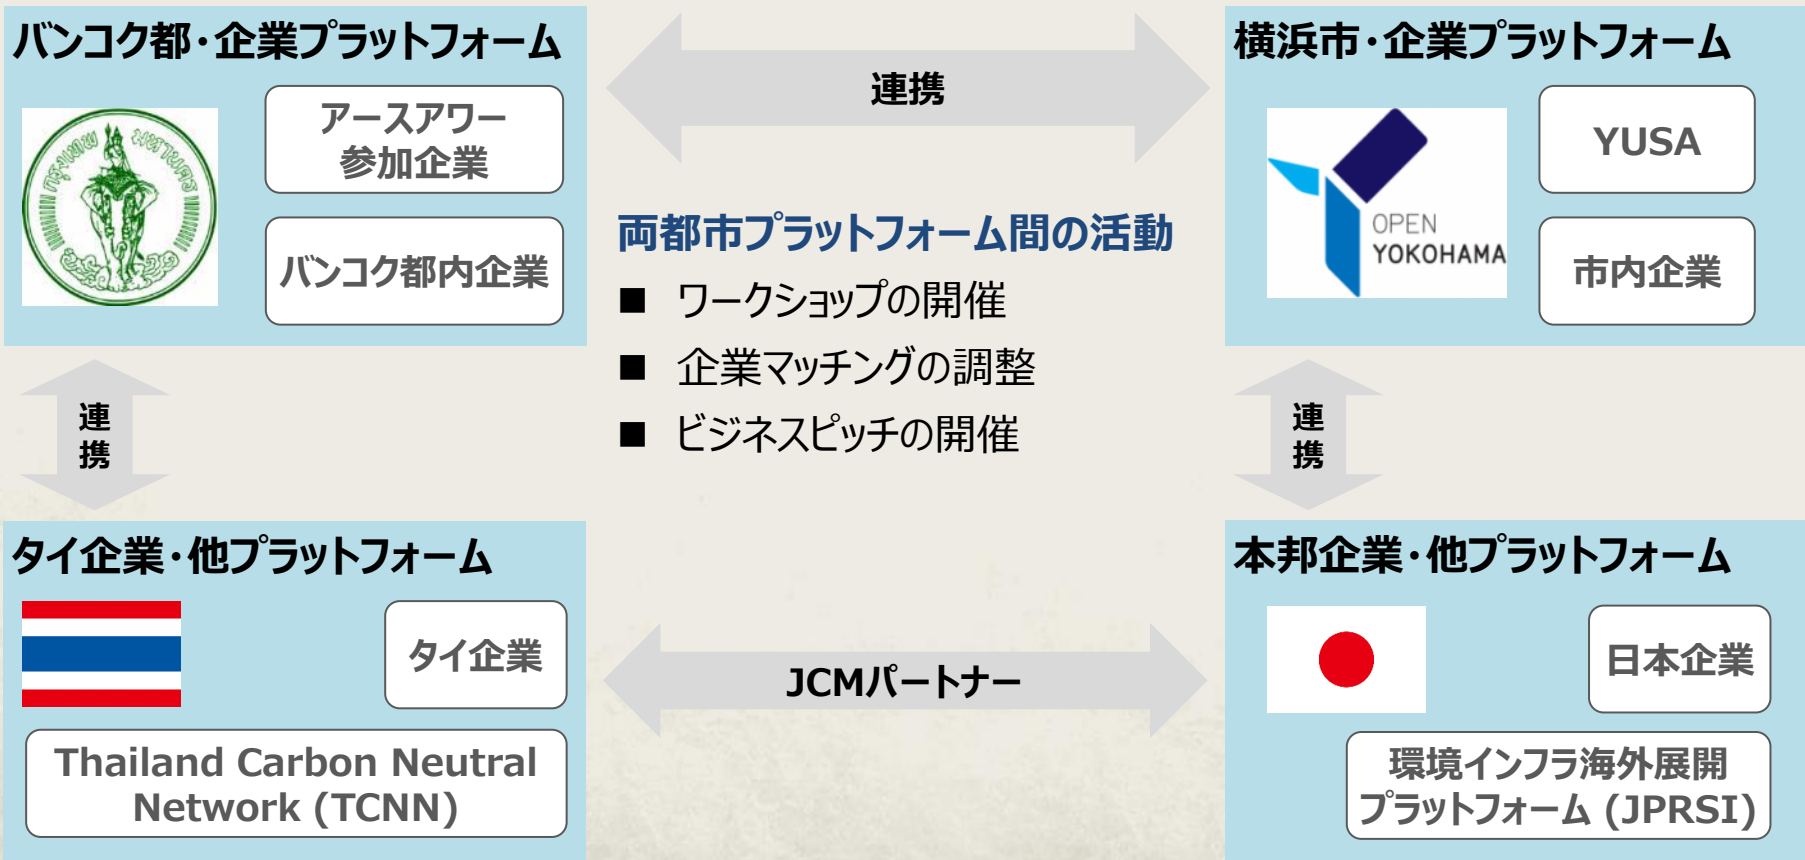 バンコク都・企業プラットフォーム
アースアワー
参加企業
バンコク都内企業
連携
横浜市・企業プラットフォーム
OPEN
YOKOHAMA
YUSA
市内企業
両都市プラットフォーム間の活動
■ ワークショップの開催
■ 企業マッチングの調整
■ ビジネスピッチの開催
連
携
連
携
タイ企業・他プラットフォーム
タイ企業
Thailand Carbon Neutral
Network (TCNN)
JCMパートナー
本邦企業・他プラットフォーム
日本企業
環境インフラ海外展開
プラットフォーム (JPRSI)